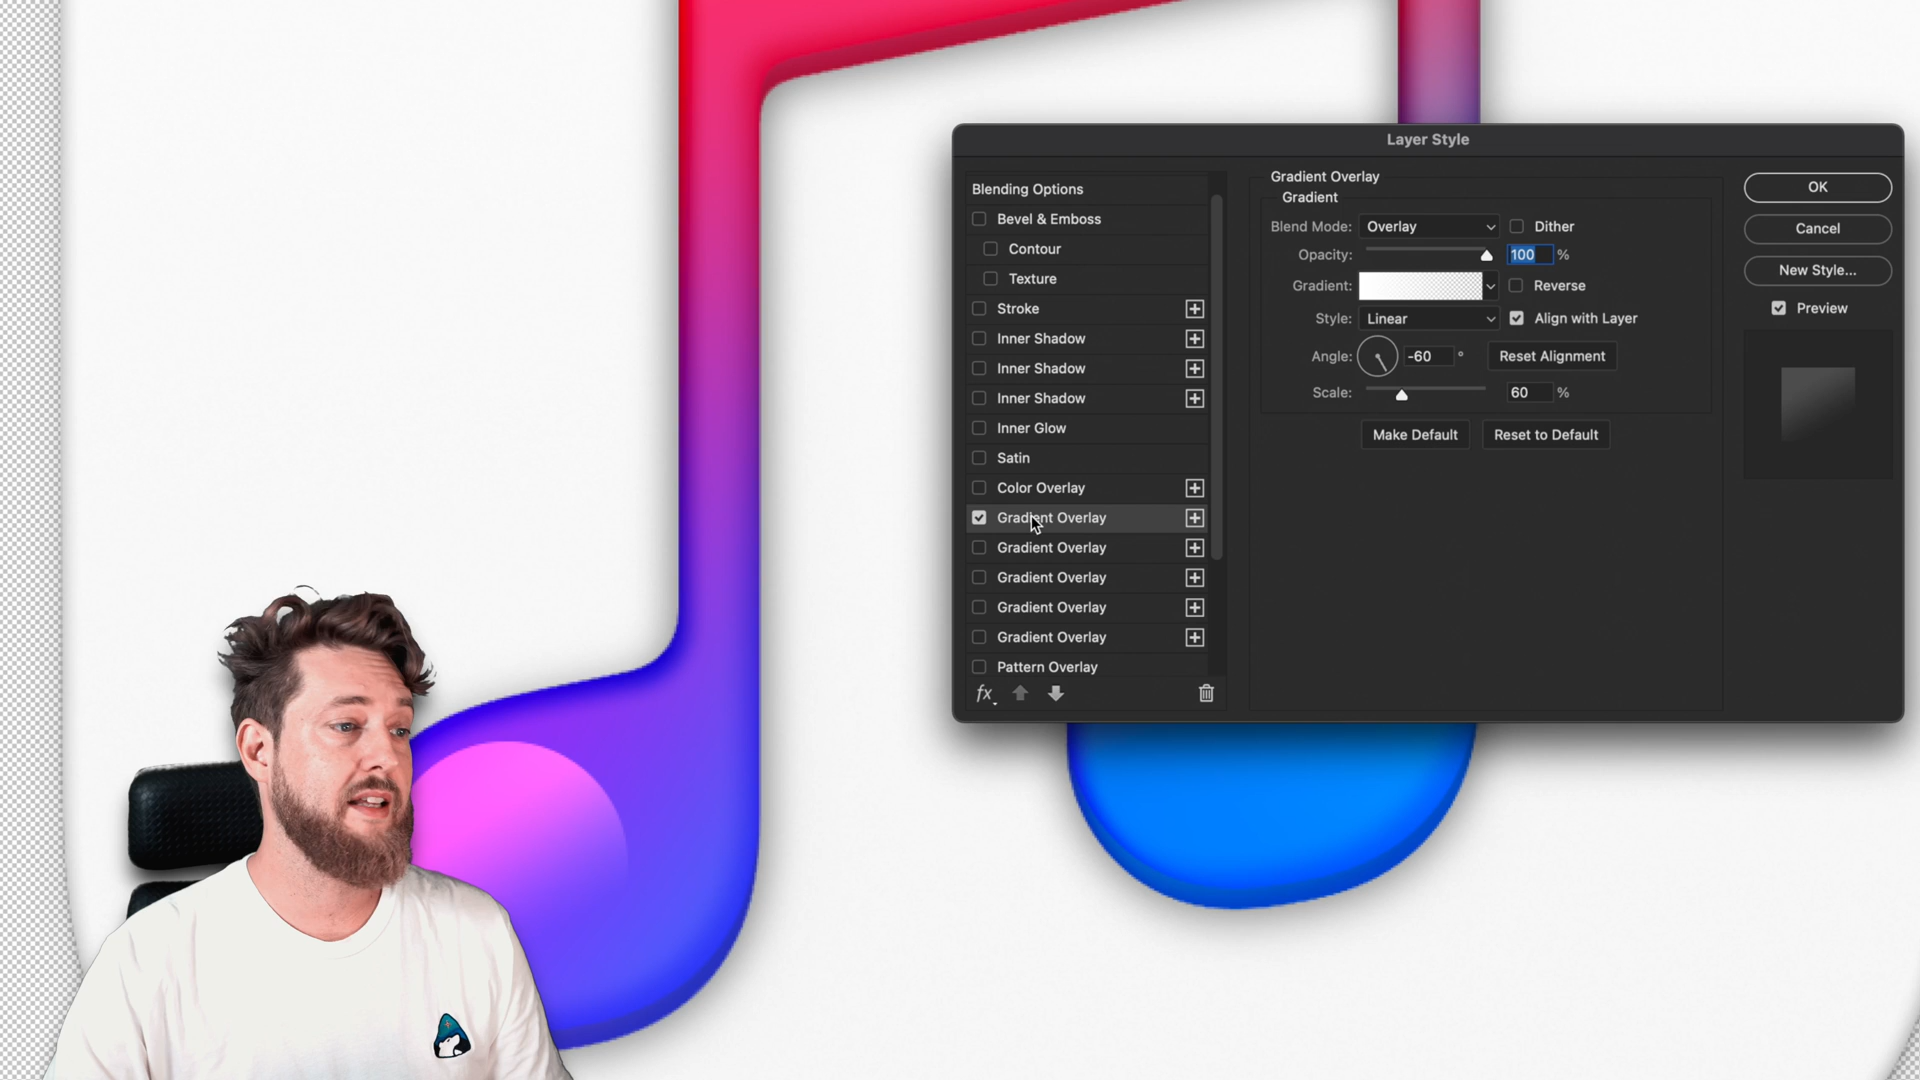 Layer Style
Blending Options
Bevel & Emboss
Contour
Texture
Stroke
Inner Shadow
Inner Shadow
Inner Shadow
Inner Glow
Satin
Color Overlay
Gradient Overlay
Gradient Overlay
Gradient Overlay
Gradient Overlay
Gradient Overlay
Pattern Overlay
fx
Gradient Overlay
Gradient
Blend Mode: Overlay Dither
Opacity: 100 %
Gradient: Reverse
Style: Linear Align with Layer
Angle: -60 ° Reset Alignment
Scale: 60 %
Make Default Reset to Default
OK
Cancel
New Style...
Preview